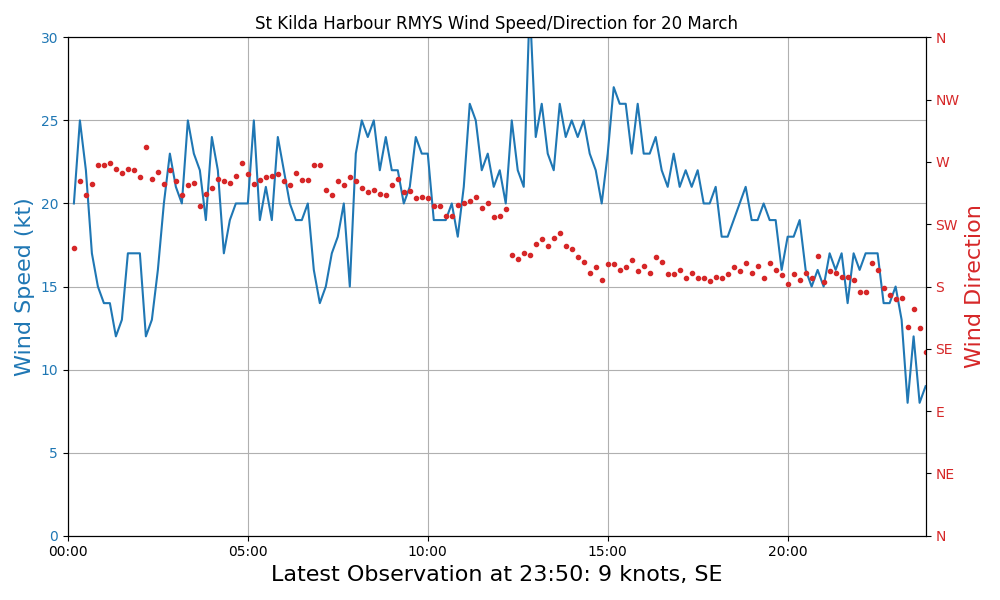 St Kilda Harbour RMYS Wind Speed/Direction for 20 March
Wind Speed (kt)
30
25
20
15
10
5
0
00:00
05:00
10:00
15:00
20:00
N
NW
W
SW
S
SE
E
NE
N
Wind Direction
Latest Observation at 23:50: 9 knots, SE